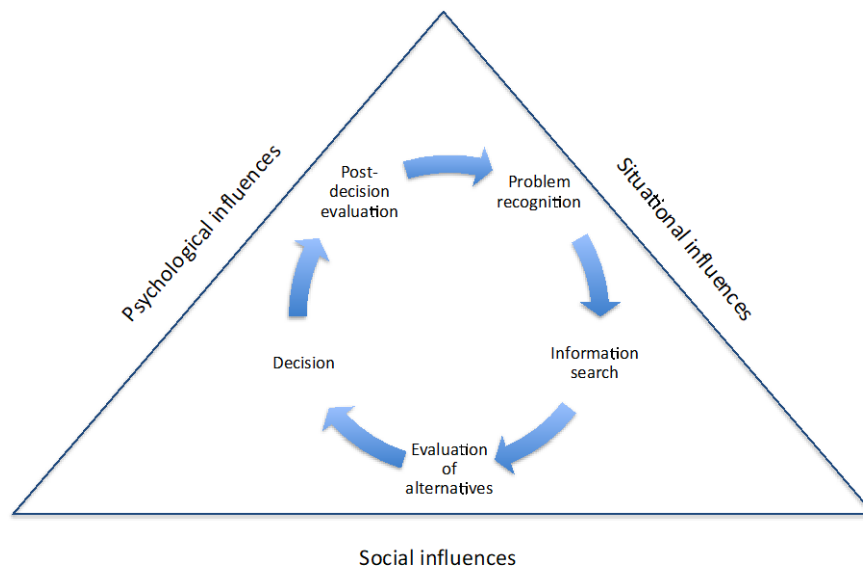 Psychological influences
Situational influences
Post-
decision
evaluation
Problem
recognition
Decision
Information
search
Evaluation
of
alternatives
Social influences